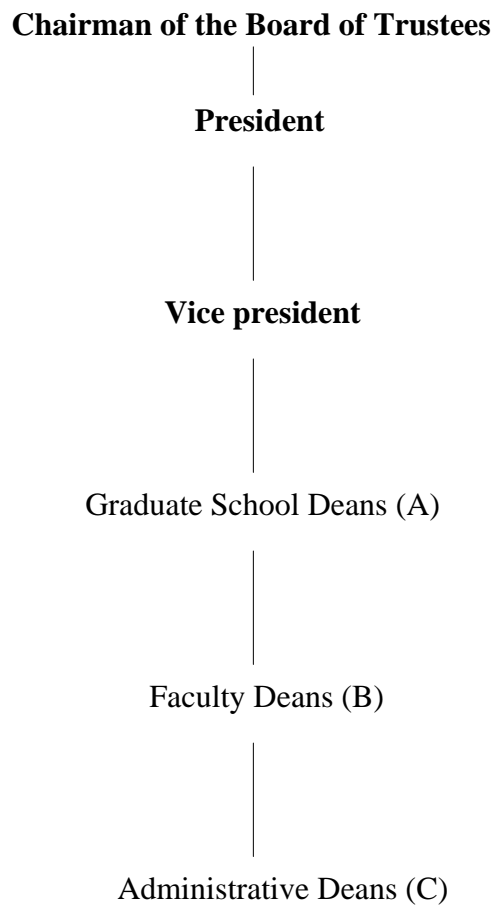 Chairman of the Board of Trustees
President
Vice president
Graduate School Deans (A)
Faculty Deans (B)
Administrative Deans (C)